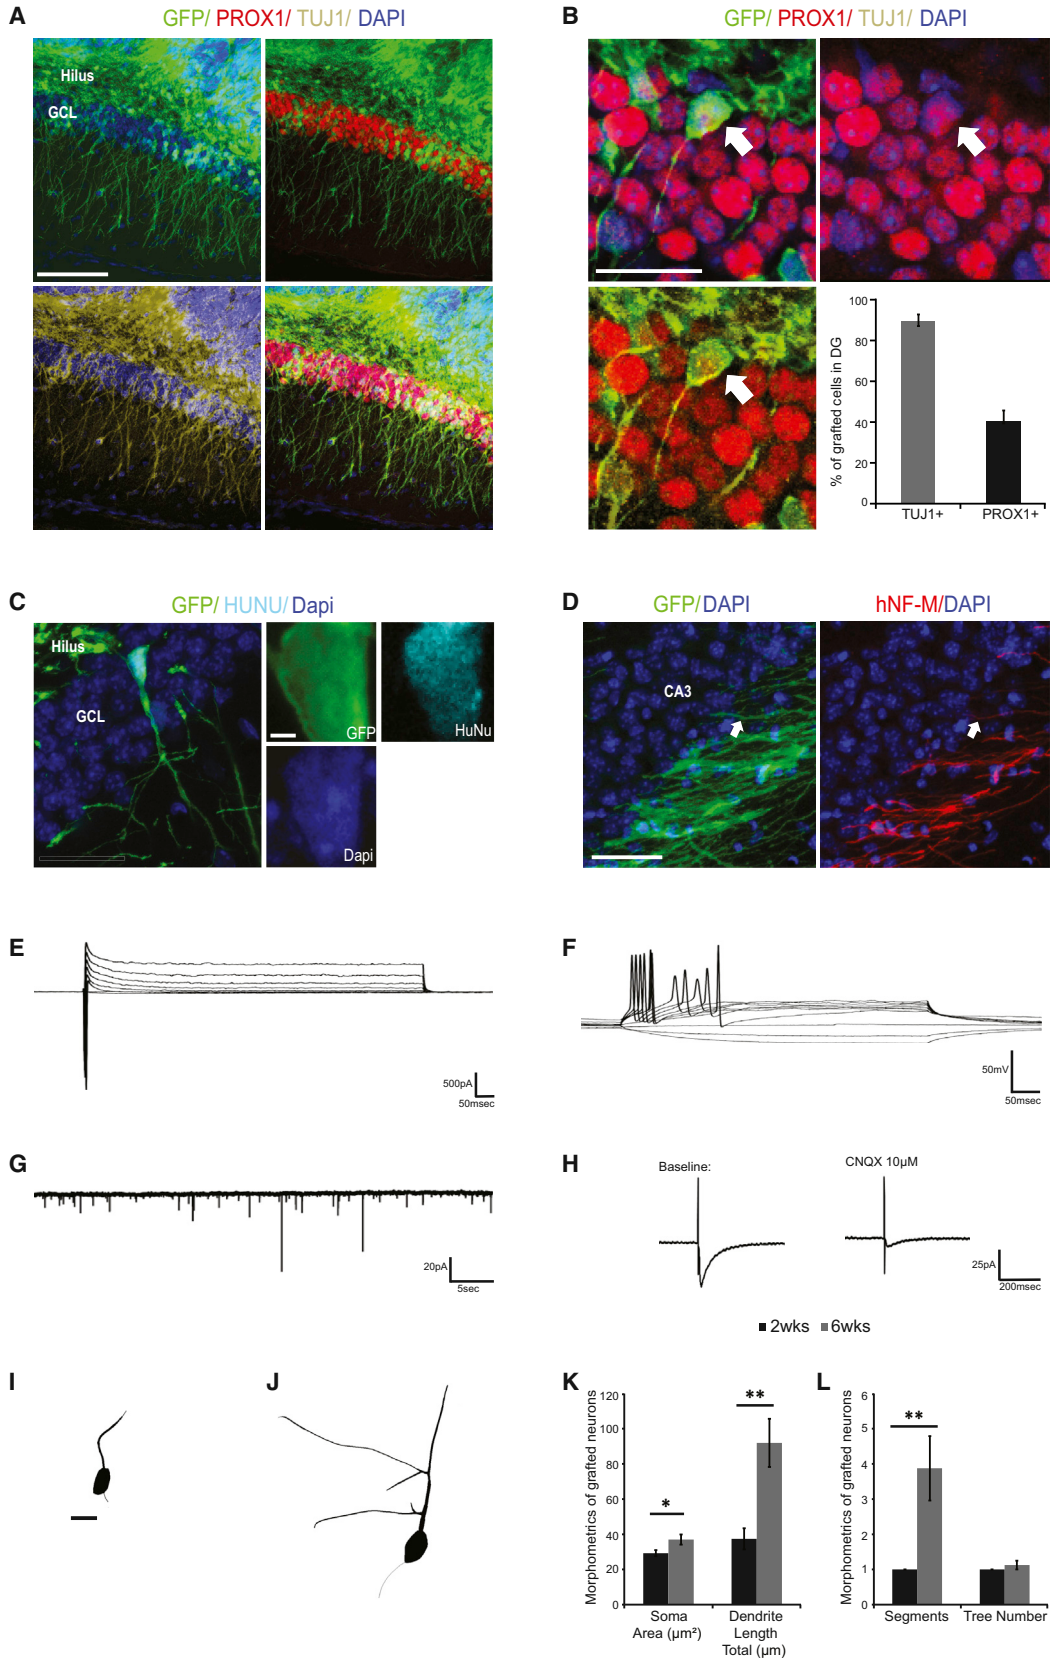 A
GFP/ PROX1/ TUJ1/ DAPI
Hilus
GCL
B
GFP/ PROX1/ TUJ1/ DAPI
% of grafted cells in DG
100
80
60
40
20
0
TUJ1+
PROX1+
C
GFP/ HUNU/ Dapi
Hilus
GCL
GFP
HuNu
Dapi
D
GFP/DAPI
hNF-M/DAPI
CA3
E
500pA
50msec
F
50mV
50msec
G
20pA
5sec
H
Baseline:
CNQX 10µM
25pA
200msec
2wks
6wks
I
J
K
Morphometrics of grafted neurons
120
100
80
60
40
20
0
*
**
Soma
Area (µm²)
Dendrite
Length
Total (µm)
L
Morphometrics of grafted neurons
6
5
4
3
2
1
0
**
Segments
Tree Number